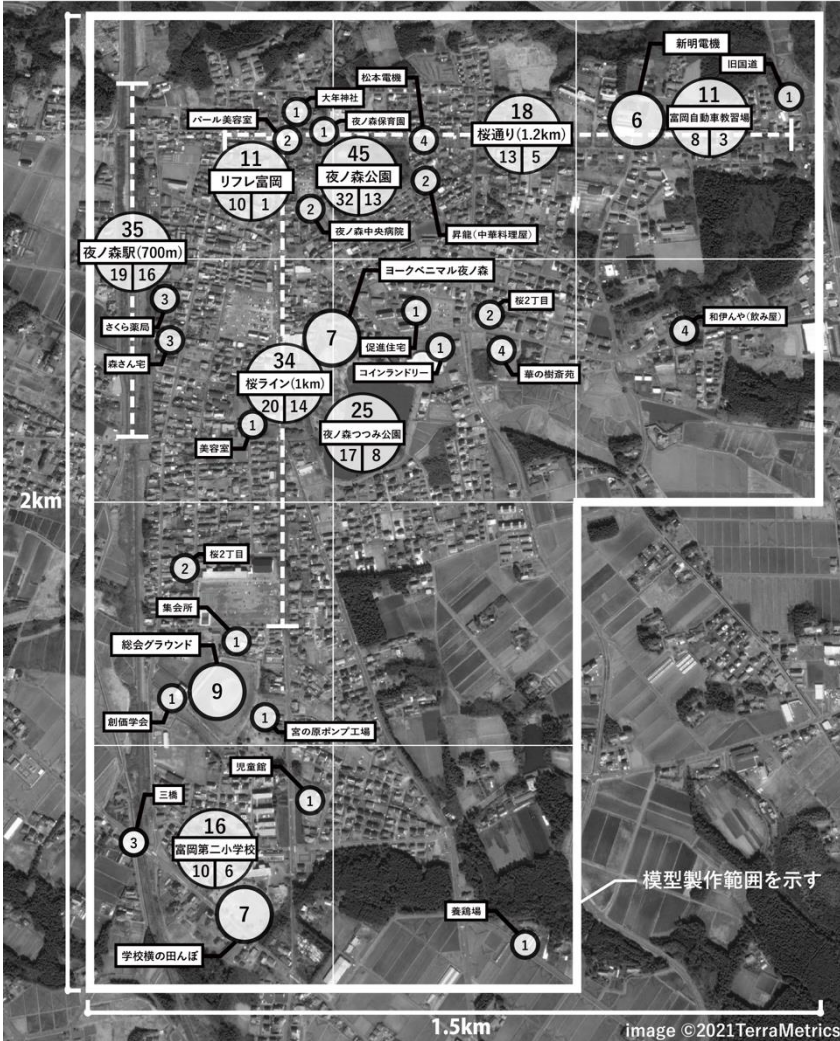 新明電機
旧国道
1
松本電機
大年神社
1
パール美容室
2
夜ノ森保育園
1
4
18
桜通り(1.2km)
13 5
6
11
富岡自動車教習場
8 3
11
リフレ富岡
10 1
45
夜ノ森公園
32 13
2
昇龍(中華料理屋)
2
夜ノ森中央病院
35
夜ノ森駅(700m)
19 16
ヨークベニマル夜ノ森
7
3
さくら薬局
3
森さん宅
1
促進住宅
桜2丁目
2
1
コインランドリー
4
華の樹斎苑
和伊んや(飲み屋)
4
34
桜ライン(1km)
20 14
1
美容室
25
夜ノ森つつみ公園
17 8
2km
桜2丁目
2
集会所
1
総会グラウンド
9
1
創価学会
1
宮の原ポンプ工場
児童館
1
三橋
3
16
富岡第二小学校
10 6
7
学校横の田んぼ
養鶏場
1
模型製作範囲を示す
1.5km
image ©2021TerraMetrics